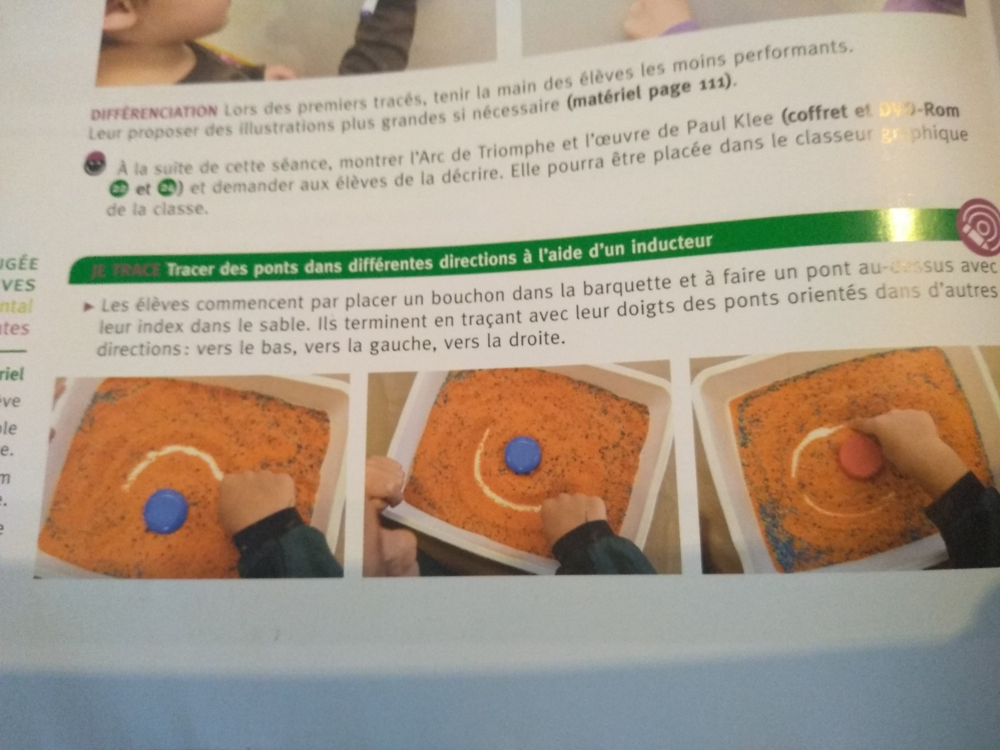 DIFFÉRENCIATION Lors des premiers tracés, tenir la main des élèves les moins performants.
Leur proposer des illustrations plus grandes si nécessaire (matériel page 111).
À la suite de cette séance, montrer l'Arc de Triomphe et l'œuvre de Paul Klee (coffret et DVD-Rom
et ) et demander aux élèves de la décrire. Elle pourra être placée dans le classeur graphique
de la classe.
JE TRACE Tracer des ponts dans différentes directions à l'aide d'un inducteur
► Les élèves commencent par placer un bouchon dans la barquette et à faire un pont au-dessus avec
leur index dans le sable. Ils terminent en traçant avec leur doigts des ponts orientés dans d'autres
directions : vers le bas, vers la gauche, vers la droite.
IGÉE
VES
ntal
ntes
riel
ve
ble
e.
m
e.
e